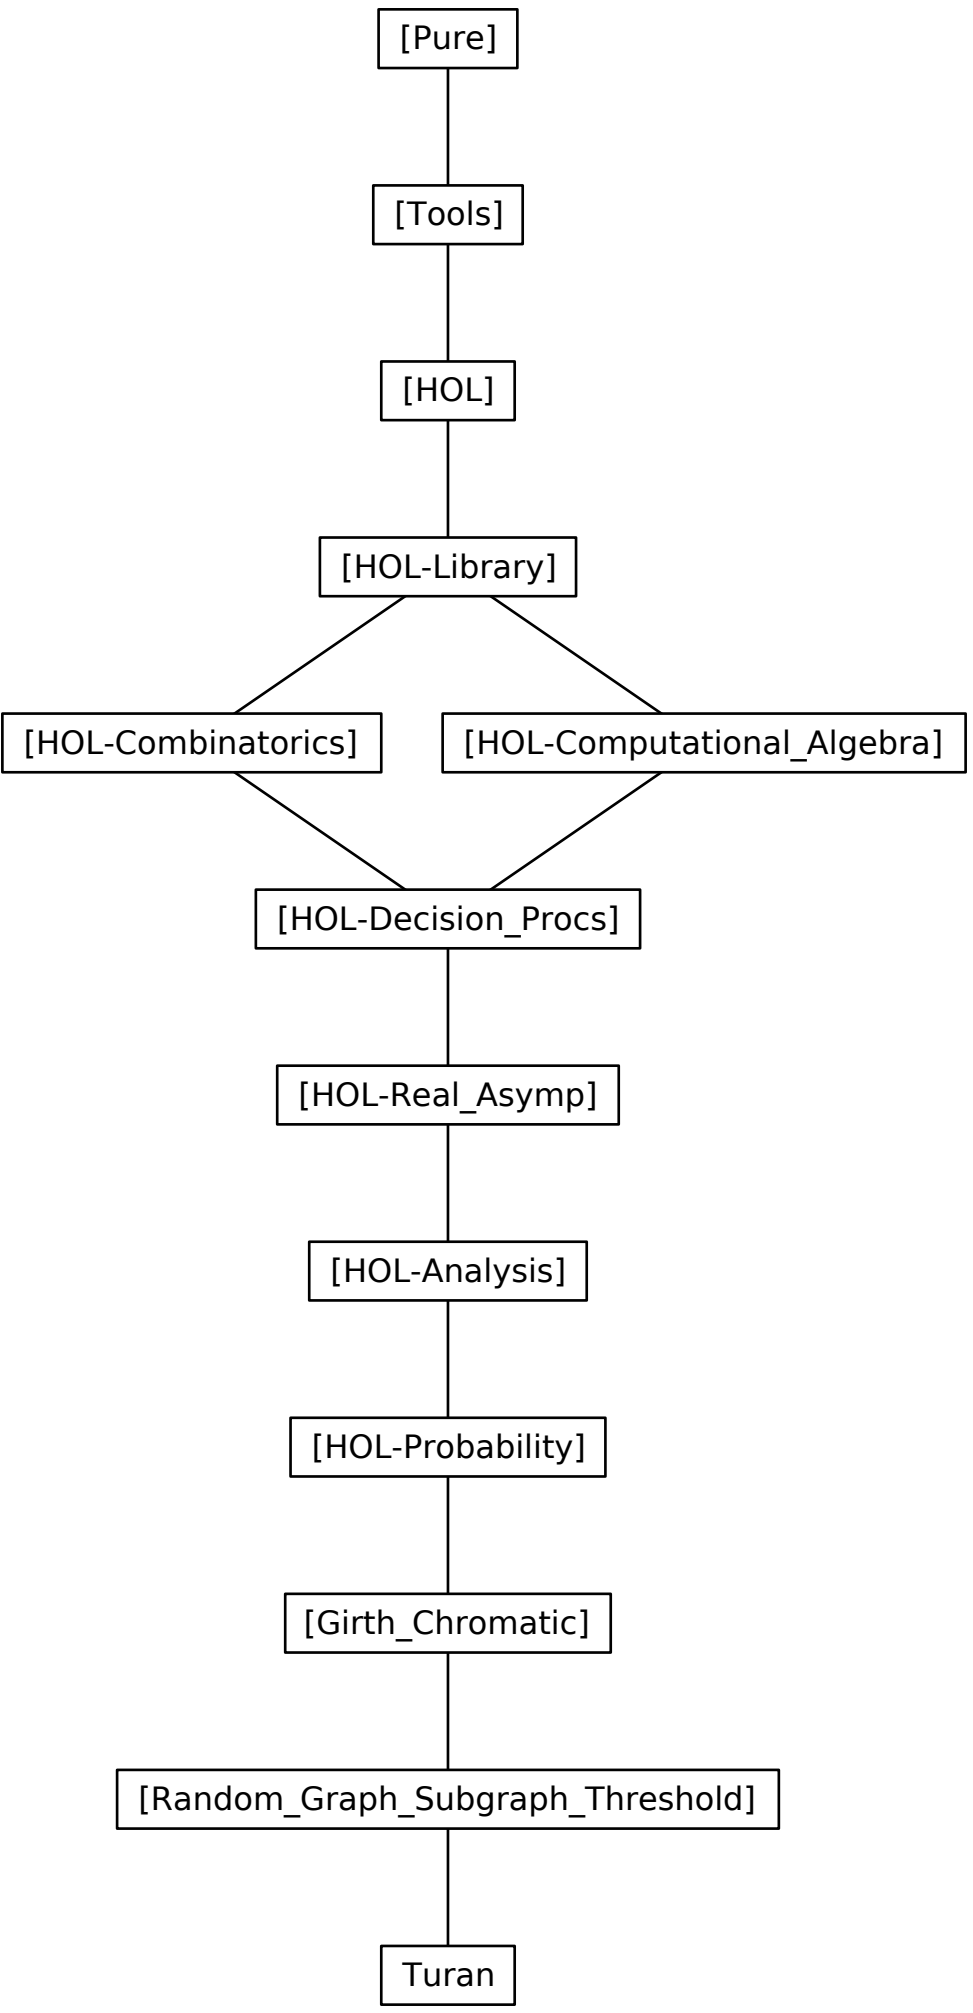 [Pure]
[Tools]
[HOL]
[HOL-Library]
[HOL-Combinatorics]
[HOL-Computational_Algebra]
[HOL-Decision_Procs]
[HOL-Real_Asymp]
[HOL-Analysis]
[HOL-Probability]
[Girth_Chromatic]
[Random_Graph_Subgraph_Threshold]
Turan